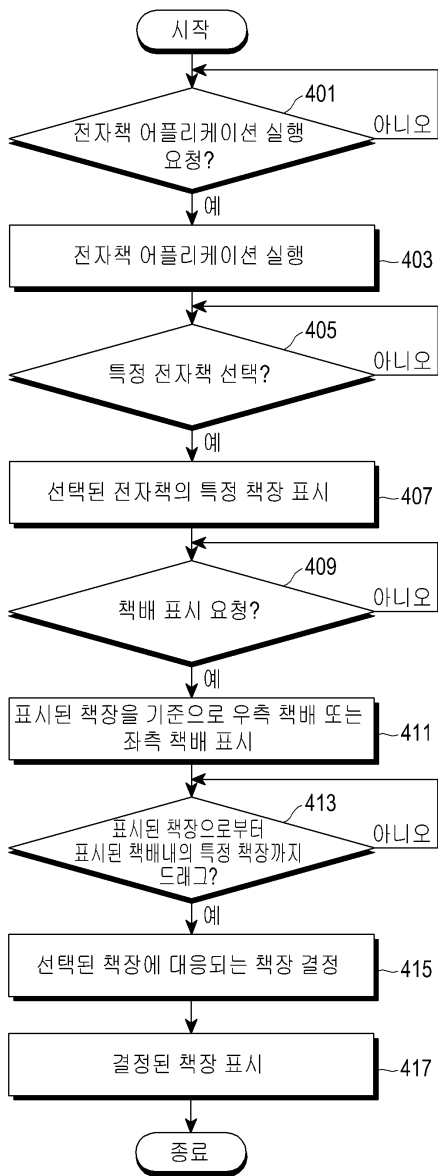 시작
401
전자책 어플리케이션 실행
요청?
아니오
예
전자책 어플리케이션 실행
403
405
특정 전자책 선택?
아니오
예
선택된 전자책의 특정 책장 표시
407
409
책배 표시 요청?
아니오
예
표시된 책장을 기준으로 우측 책배 또는
좌측 책배 표시
411
413
표시된 책장으로부터
표시된 책배내의 특정 책장까지
드래그?
아니오
예
선택된 책장에 대응되는 책장 결정
415
결정된 책장 표시
417
종료